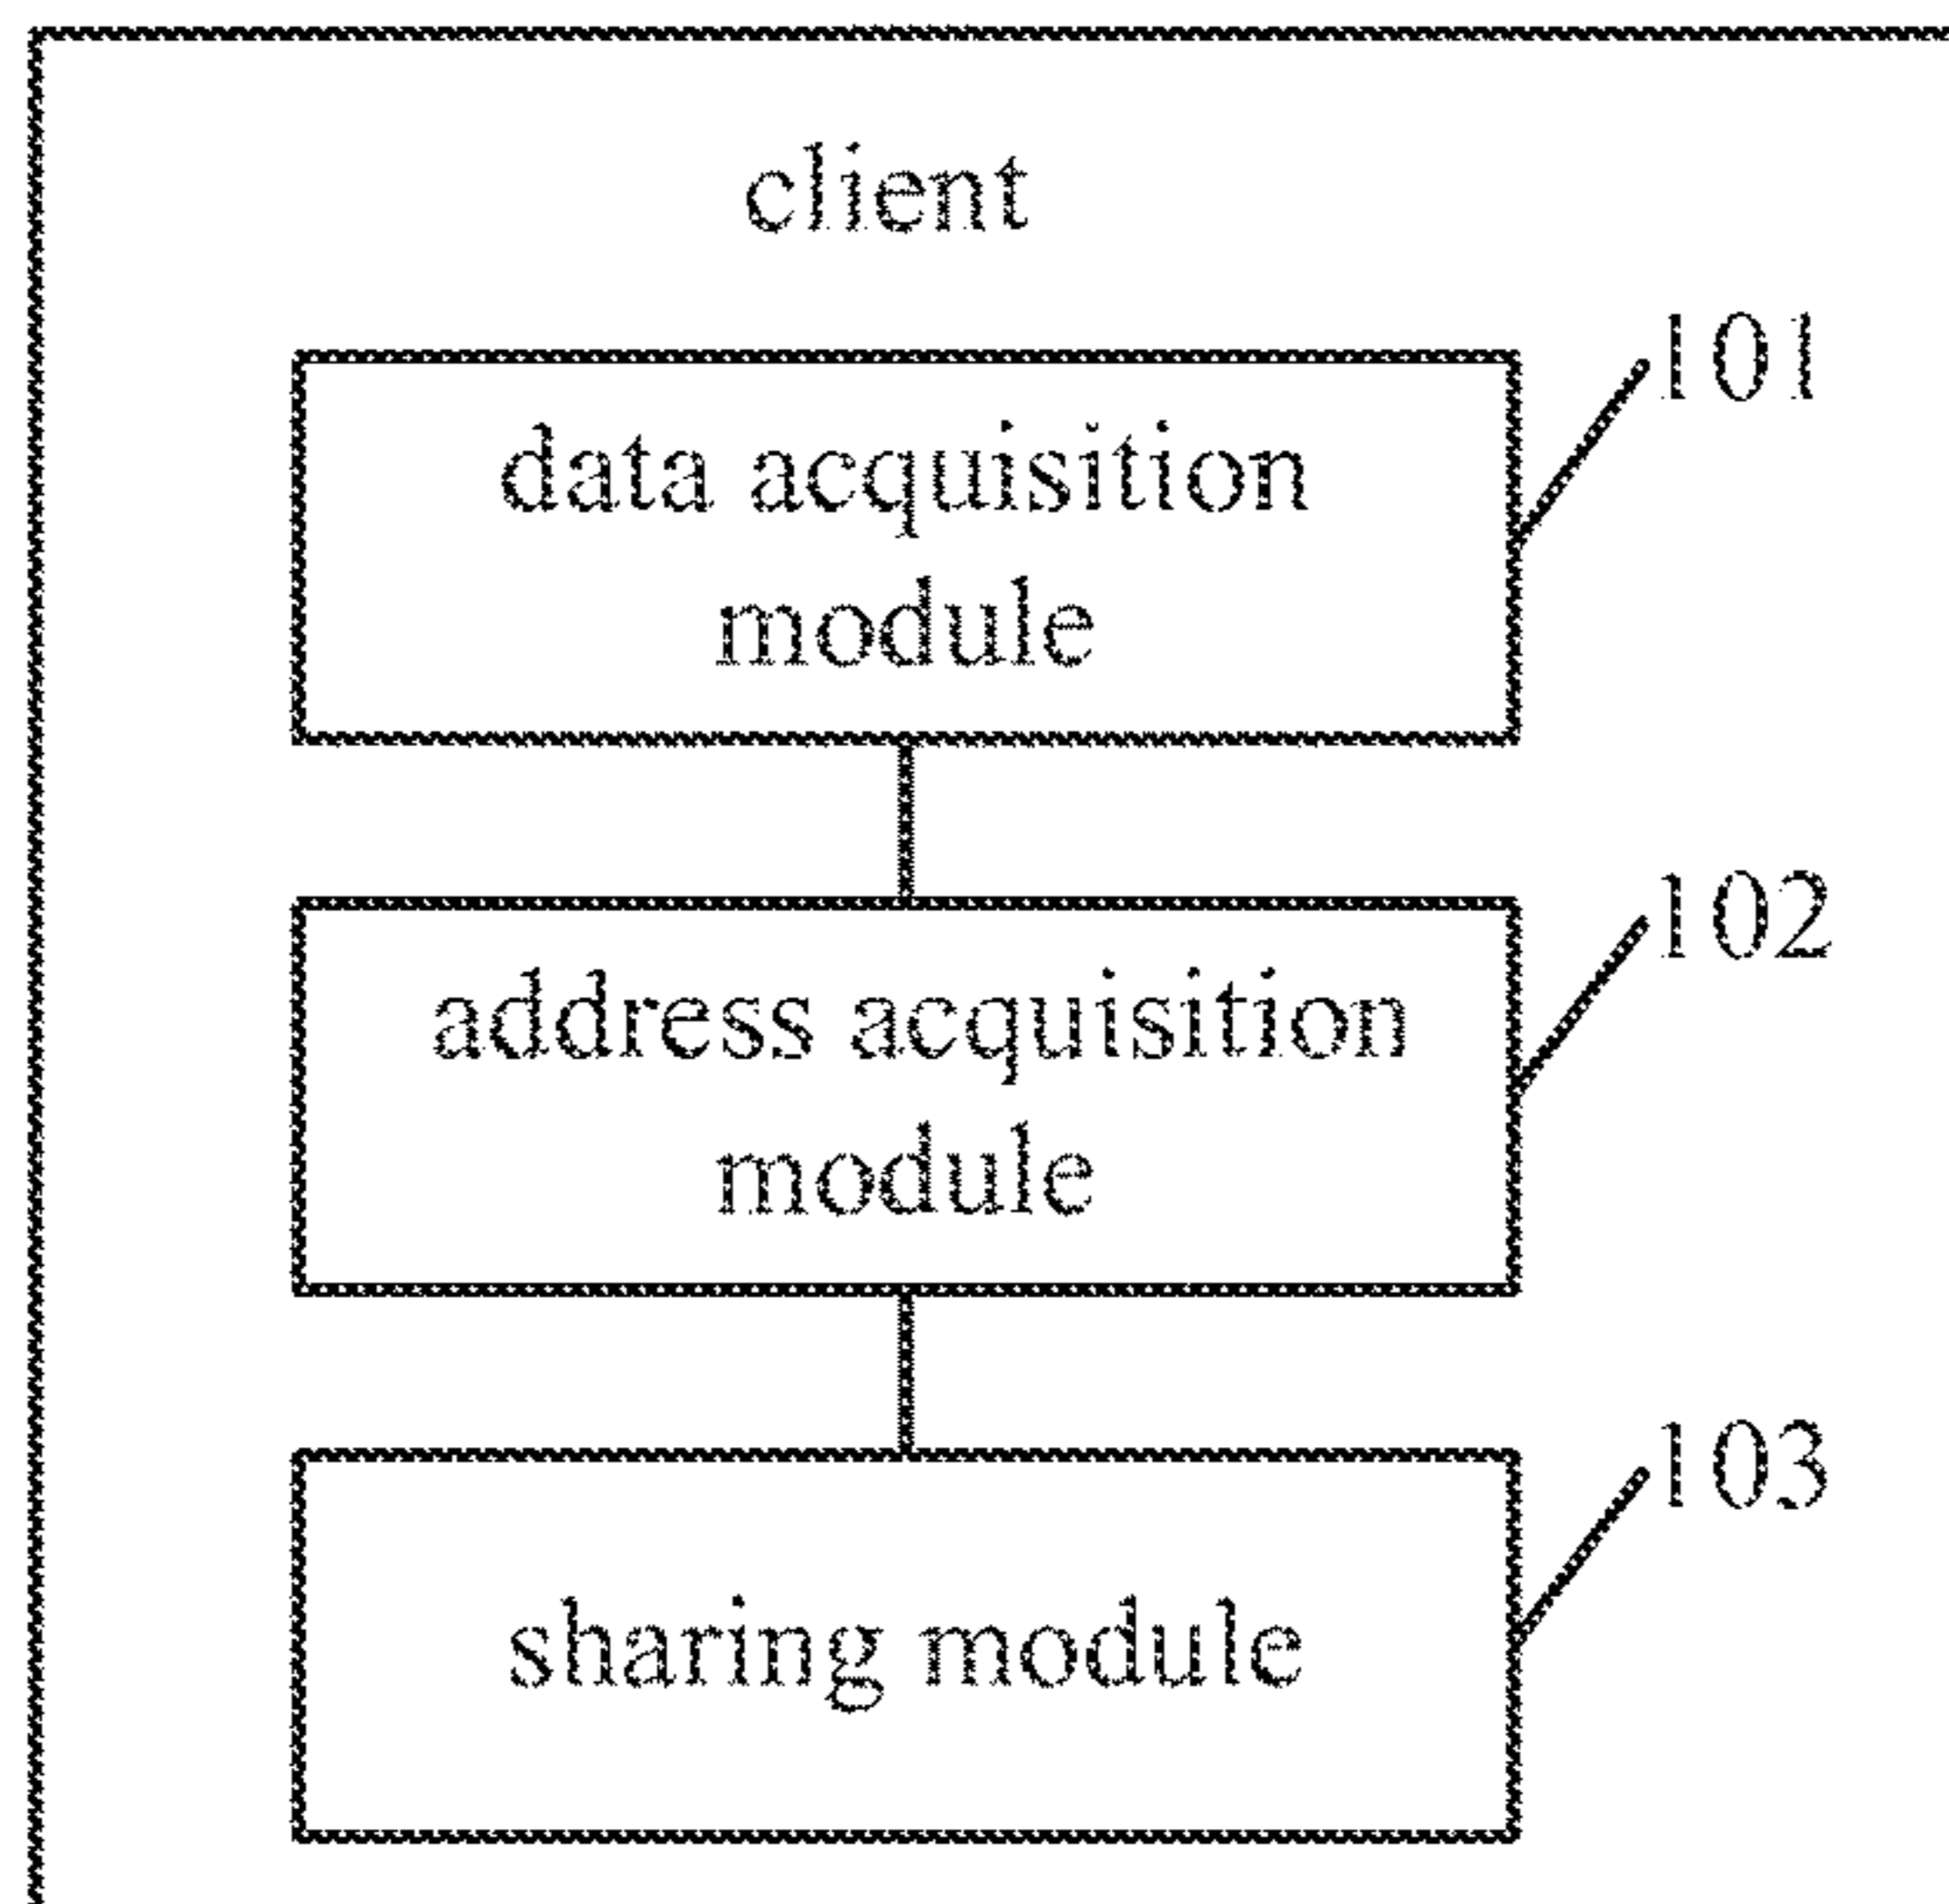 client
101
data acquisition
module
102
address acquisition
module
103
sharing module